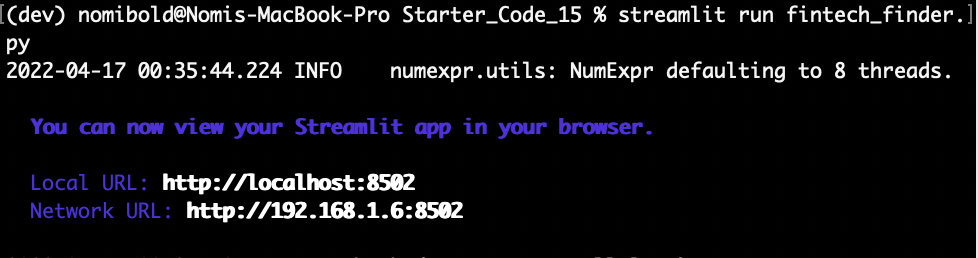 (dev) nomibold@Nomis-MacBook-Pro Starter_Code_15 % streamlit run fintech_finder.
py
2022-04-17 00:35:44.224 INFO    numexpr.utils: NumExpr defaulting to 8 threads.
You can now view your Streamlit app in your browser.
Local URL: http://localhost:8502
Network URL: http://192.168.1.6:8502